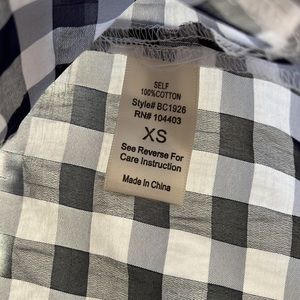 SELF
100%COTTON
Style# BC1926
RN# 104403
XS
See Reverse For
Care Instruction
Made in China